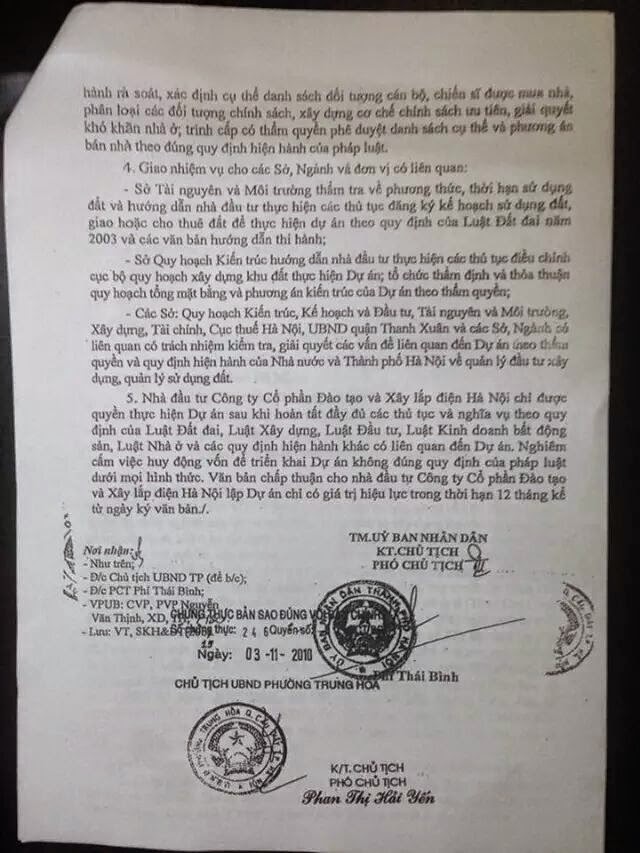 hành rà soát, xác định cụ thể danh sách đối tượng cán bộ, chiến sĩ được mua nhà,
phân loại các đối tượng chính sách, xây dựng cơ chế chính sách ưu tiên, giải quyết
khó khăn nhà ở; trình cấp có thẩm quyền phê duyệt danh sách cụ thể và phương án
bán nhà theo đúng quy định hiện hành của pháp luật.
4. Giao nhiệm vụ cho các Sở, Ngành và đơn vị có liên quan:
- Sở Tài nguyên và Môi trường thẩm tra về phương thức, thời hạn sử dụng
đất và hướng dẫn nhà đầu tư thực hiện các thủ tục đăng ký kế hoạch sử dụng đất,
giao hoặc cho thuê đất để thực hiện dự án theo quy định của Luật Đất đai năm
2003 và các văn bản hướng dẫn thi hành;
- Sở Quy hoạch Kiến trúc hướng dẫn nhà đầu tư thực hiện các thủ tục điều chỉnh
cục bộ quy hoạch xây dựng khu đất thực hiện Dự án; tổ chức thẩm định và thỏa thuận
quy hoạch tổng mặt bằng và phương án kiến trúc của Dự án theo thẩm quyền;
- Các Sở: Quy hoạch Kiến trúc, Kế hoạch và Đầu tư, Tài nguyên và Môi trường,
Xây dựng, Tài chính, Cục thuế Hà Nội, UBND quận Thanh Xuân và các Sở, Ngành có
liên quan có trách nhiệm kiểm tra, giải quyết các vấn đề liên quan đến Dự án theo thẩm
quyền và quy định hiện hành của Nhà nước và Thành phố Hà Nội về quản lý đầu tư xây
dựng, quản lý sử dụng đất.
5. Nhà đầu tư Công ty Cổ phần Đào tạo và Xây lắp điện Hà Nội chỉ được
quyền thực hiện Dự án sau khi hoàn tất đầy đủ các thủ tục và nghĩa vụ theo quy
định của Luật Đất đai, Luật Xây dựng, Luật Đầu tư, Luật Kinh doanh bất động
sản, Luật Nhà ở và các quy định hiện hành khác có liên quan đến Dự án. Nghiêm
cấm việc huy động vốn để triển khai Dự án không đúng quy định của pháp luật
dưới mọi hình thức. Văn bản chấp thuận cho nhà đầu tư Công ty Cổ phần Đào tạo
và Xây lắp điện Hà Nội lập Dự án chỉ có giá trị hiệu lực trong thời hạn 12 tháng kể
từ ngày ký văn bản./.
TM.UỶ BAN NHÂN DÂN
KT.CHỦ TỊCH
PHÓ CHỦ TỊCH
Nơi nhận:
- Như trên;
- Đ/c Chủ tịch UBND TP (để b/c);
- Đ/c PCT Phí Thái Bình;
- VPUB: CVP, PVP Nguyễn
Văn Thịnh, XD, TH
- Lưu: VT, SKH&ĐT
CHỨNG THỰC BẢN SAO ĐÚNG VỚI BẢN CHÍNH
Số chứng thực: 246 Quyển số:
Ngày: 03-11-2010
Phí Thái Bình
CHỦ TỊCH UBND PHƯỜNG TRUNG HÒA
K/T. CHỦ TỊCH
PHÓ CHỦ TỊCH
Phan Thị Hải Yến